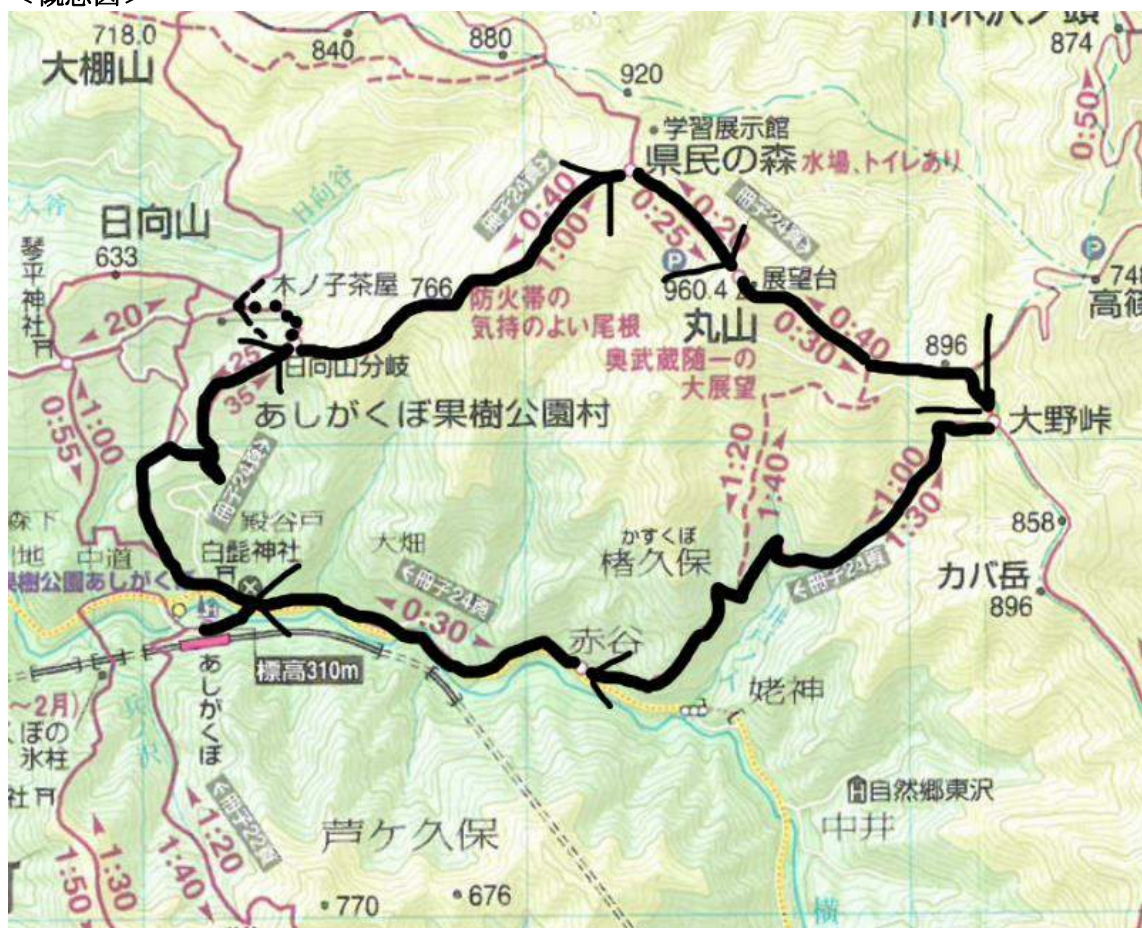 ＜概念図＞
718.0
大棚山
840
880
920
874
0:50
・学習展示館
県民の森
水場、トイレあり
冊子24頁
0:40
1:00
0:20
0:25
冊子24頁
P
P
日向谷
日向山
633
琴平神社
20
木ノ子茶屋
766
防火帯の
気持のよい尾根
960.4
展望台
丸山
奥武蔵随一の
大展望
0:40
0:30
896
大野峠
日向山分岐
25
35
あしがくぼ果樹公園村
1:00
0:55
冊子24頁
1:20
1:40
1:00
1:30
858
カバ岳
896
森下
中道
殿谷戸
白髭神社
大畑
かすくぼ
楮久保
冊子24頁
冊子24頁
0:30
赤谷
姥神
標高310m
あしがくぼ
～2月)
ぼの
氷柱
社
自然郷東沢
中井
芦ケ久保
冊子22頁
1:20
1:40
1:30
1:50
・770
・676
横